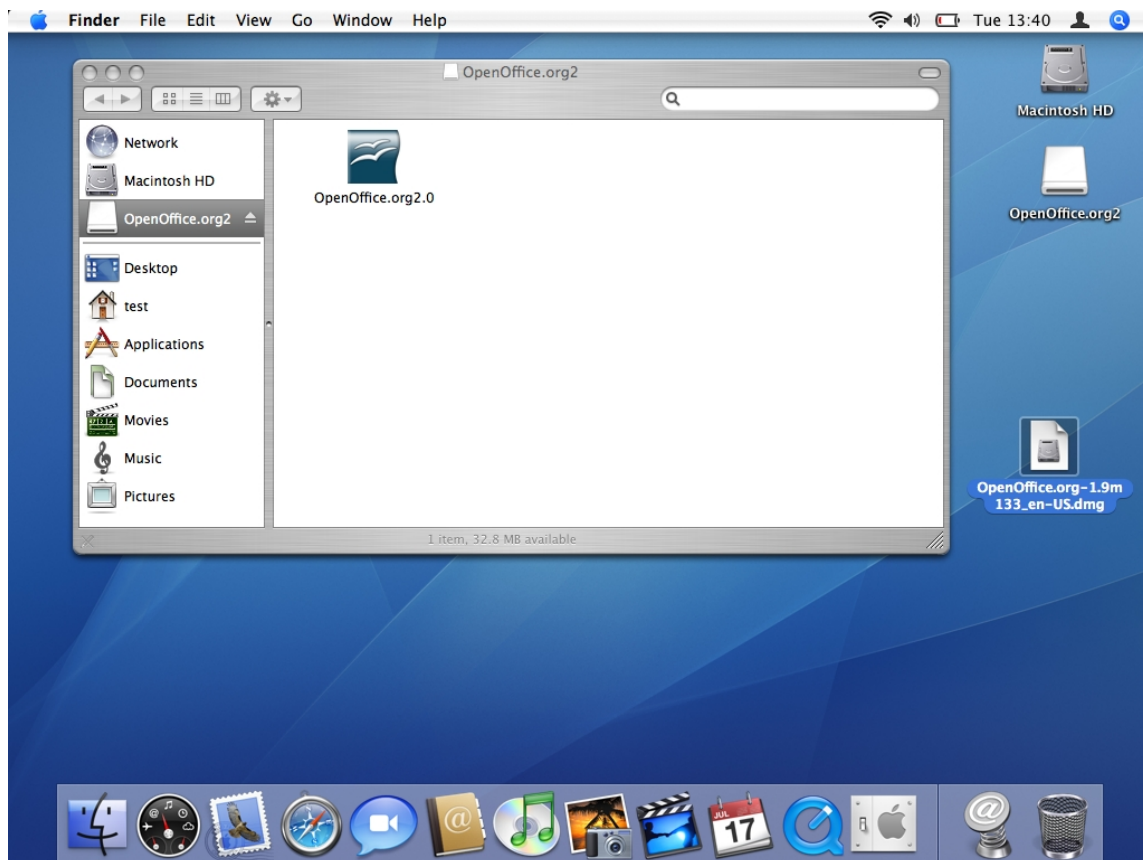 Finder File Edit View Go Window Help Tue 13:40
OpenOffice.org2
Network
Macintosh HD
OpenOffice.org2
Desktop
test
Applications
Documents
Movies
Music
Pictures
OpenOffice.org2.0
1 item, 32.8 MB available
Macintosh HD
OpenOffice.org2
OpenOffice.org-1.9m
133_en-US.dmg
@
@
JUL
17
@